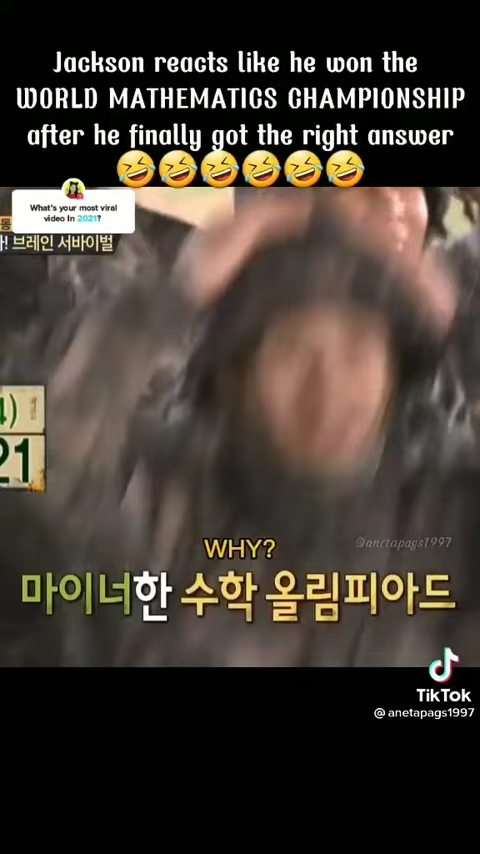 Jackson reacts like he won the
WORLD MATHEMATICS CHAMPIONSHIP
after he finally got the right answer
🤣🤣🤣🤣🤣🤣
What's your most viral
video In 2021?
! 브레인 서바이벌
4)
21
WHY?
@anetapags1997
마이너한 수학 올림피아드
TikTok
@anetapags1997